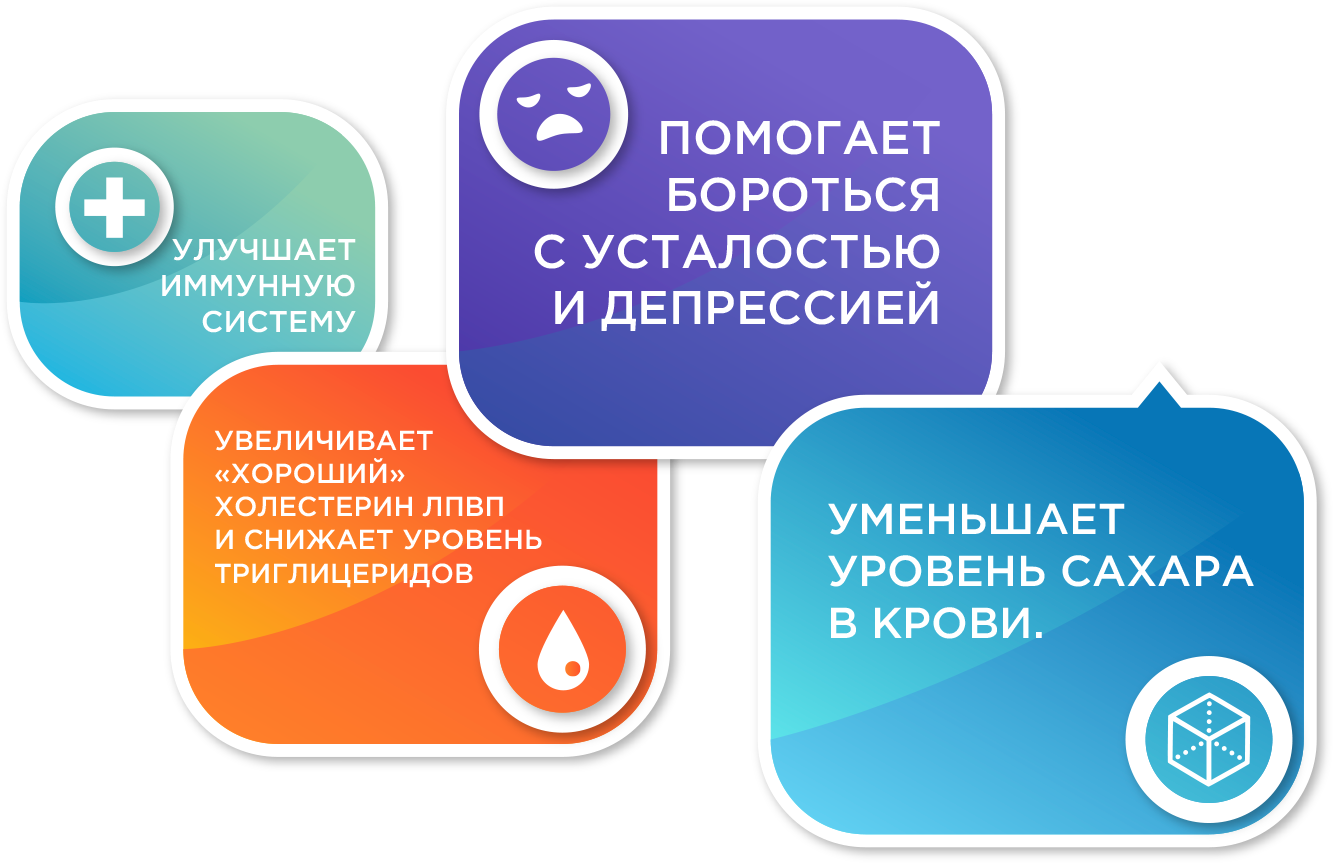 УЛУЧШАЕТ
ИММУННУЮ
СИСТЕМУ
ПОМОГАЕТ
БОРОТЬСЯ
С УСТАЛОСТЬЮ
И ДЕПРЕССИЕЙ
УВЕЛИЧИВАЕТ
«ХОРОШИЙ»
ХОЛЕСТЕРИН ЛПВП
И СНИЖАЕТ УРОВЕНЬ
ТРИГЛИЦЕРИДОВ
УМЕНЬШАЕТ
УРОВЕНЬ САХАРА
В КРОВИ.